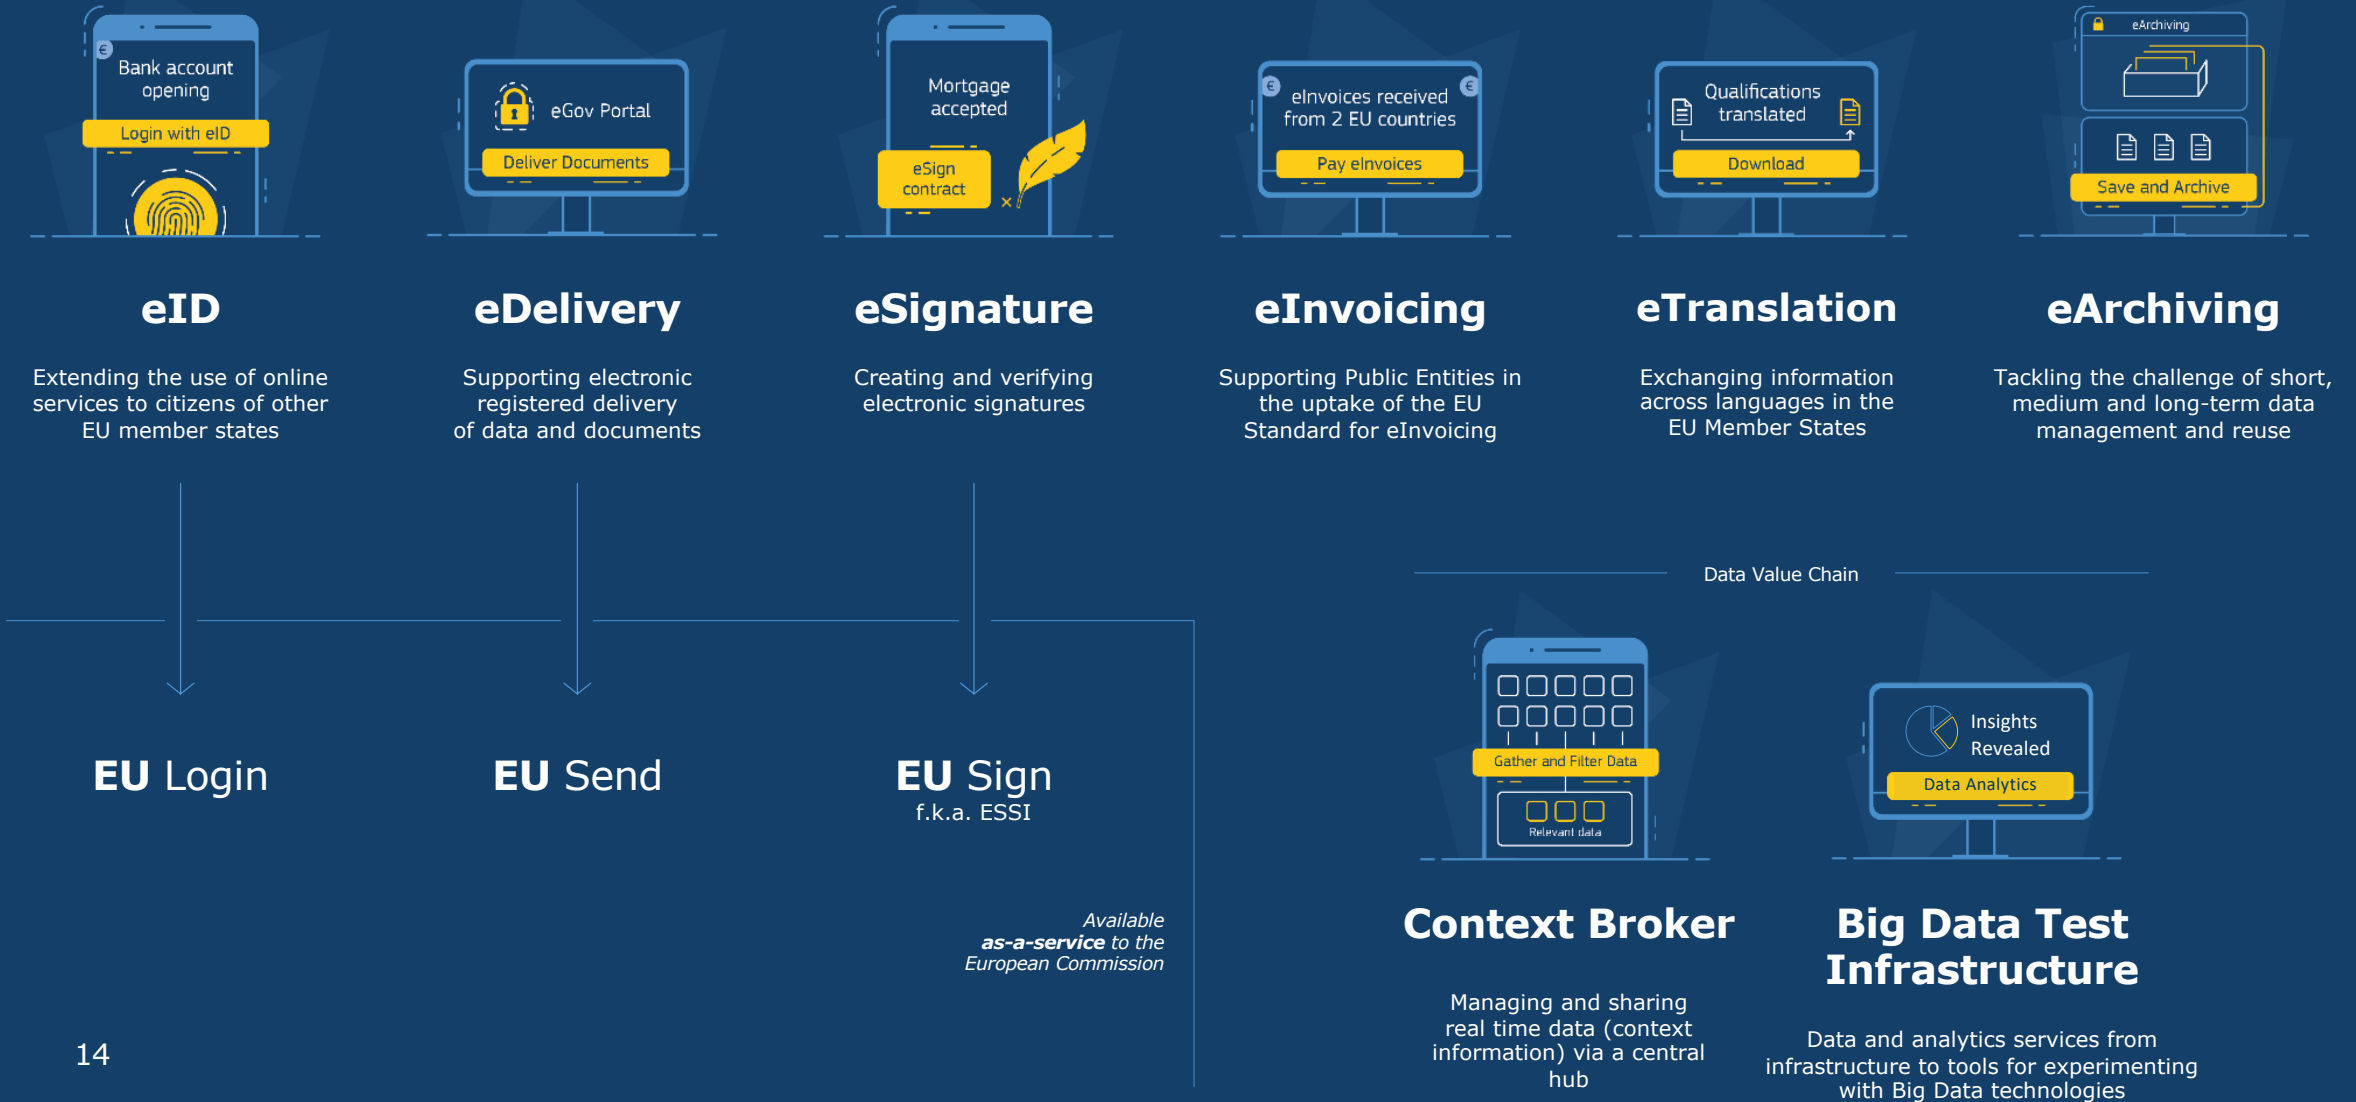 Bank account
opening
Login with eID
eGov Portal
Deliver Documents
Mortgage
accepted
eSign
contract
eInvoices received
from 2 EU countries
Pay eInvoices
Qualifications
translated
Download
eArchiving
Save and Archive
eID
Extending the use of online
services to citizens of other
EU member states
eDelivery
Supporting electronic
registered delivery
of data and documents
eSignature
Creating and verifying
electronic signatures
eInvoicing
Supporting Public Entities in
the uptake of the EU
Standard for eInvoicing
eTranslation
Exchanging information
across languages in the
EU Member States
eArchiving
Tackling the challenge of short,
medium and long-term data
management and reuse
EU Login
EU Send
EU Sign
f.k.a. ESSI
Available
as-a-service to the
European Commission
Data Value Chain
Gather and Filter Data
Relevant data
Insights
Revealed
Data Analytics
Context Broker
Managing and sharing
real time data (context
information) via a central
hub
Big Data Test
Infrastructure
Data and analytics services from
infrastructure to tools for experimenting
with Big Data technologies
14